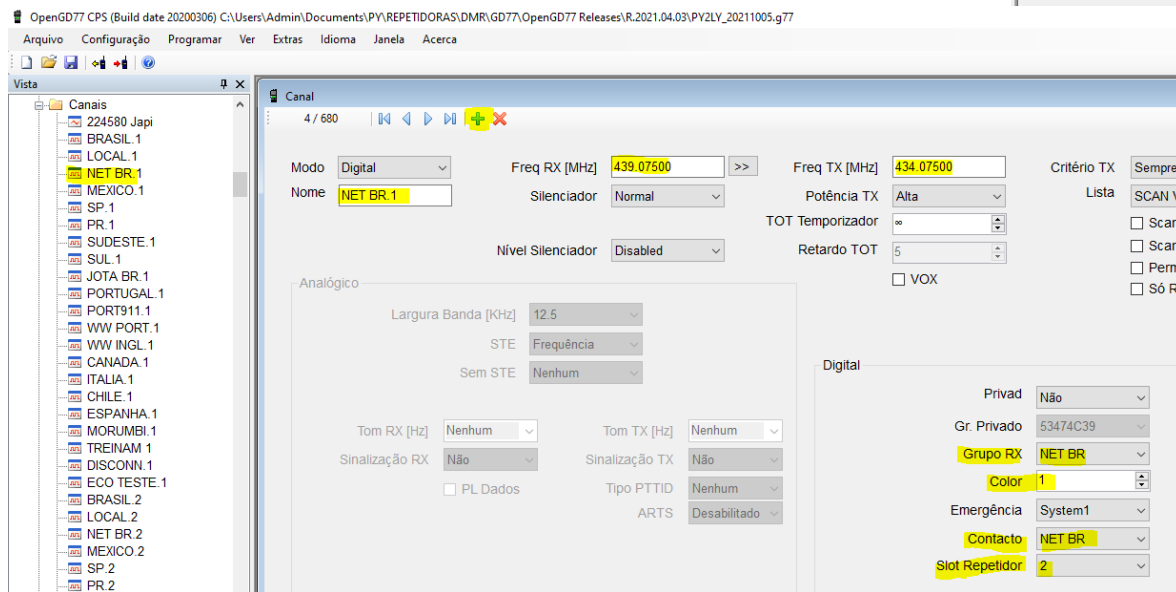 OpenGD77 CPS (Build date 20200306) C:\Users\Admin\Documents\PY\REPETIDORAS\DMR\GD77\OpenGD77 Releases\R.2021.04.03\PY2LY_20211005.g77
Arquivo Configuração Programar Ver Extras Idioma Janela Acerca
Vista
Canais
224580 Japi
BRASIL.1
LOCAL.1
NET BR.1
MEXICO.1
SP.1
PR.1
SUDESTE.1
SUL.1
JOTA BR.1
PORTUGAL.1
PORT911.1
WW PORT.1
WW INGL.1
CANADA.1
ITALIA.1
CHILE.1
ESPANHA.1
MORUMBI.1
TREINAM 1
DISCONN.1
ECO TESTE.1
BRASIL.2
LOCAL.2
NET BR.2
MEXICO.2
SP.2
PR.2
Canal
4 / 680
Modo Digital Freq RX [MHz] 439.07500 >> Freq TX [MHz] 434.07500 Critério TX Sempre
Nome NET BR.1 Silenciador Normal Potência TX Alta Lista SCAN V
TOT Temporizador ∞ Scar
Nível Silenciador Disabled Retardo TOT 5 Scar
VOX Perm
Só R
Analógico
Largura Banda [KHz] 12.5
STE Frequência
Sem STE Nenhum
Tom RX [Hz] Nenhum Tom TX [Hz] Nenhum
Sinalização RX Não Sinalização TX Não
PL Dados Tipo PTTID Nenhum
ARTS Desabilitado
Digital
Privad Não
Gr. Privado 53474C39
Grupo RX NET BR
Color 1
Emergência System1
Contacto NET BR
Slot Repetidor 2